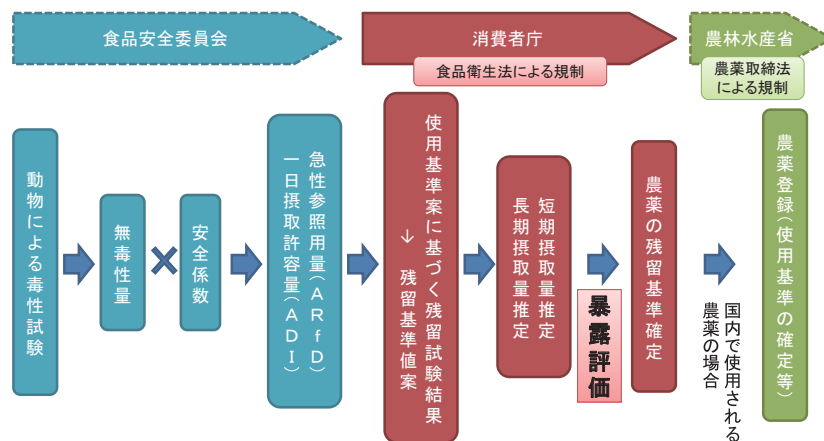 食品安全委員会
消費者庁
農林水産省
食品衛生法による規制
農薬取締法
による規制
動物による毒性試験
無毒性量
×
安全係数
急性参照用量(ARfD)
一日摂取許容量(ADI)
使用基準案に基づく残留試験結果
↓ 残留基準値案
短期摂取量推定
長期摂取量推定
暴露評価
農薬の残留基準確定
国内で使用される
農薬の場合
農薬登録(使用基準の確定等)